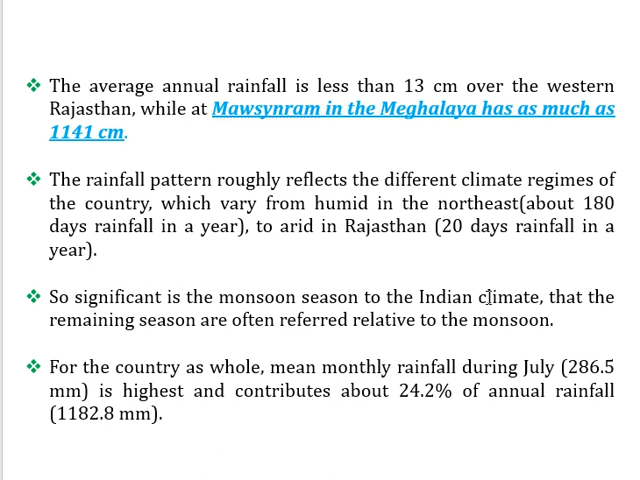 ❖ The average annual rainfall is less than 13 cm over the western
Rajasthan, while at Mawsynram in the Meghalaya has as much as
1141 cm.
❖ The rainfall pattern roughly reflects the different climate regimes of
the country, which vary from humid in the northeast(about 180
days rainfall in a year), to arid in Rajasthan (20 days rainfall in a
year).
❖ So significant is the monsoon season to the Indian climate, that the
remaining season are often referred relative to the monsoon.
❖ For the country as whole, mean monthly rainfall during July (286.5
mm) is highest and contributes about 24.2% of annual rainfall
(1182.8 mm).